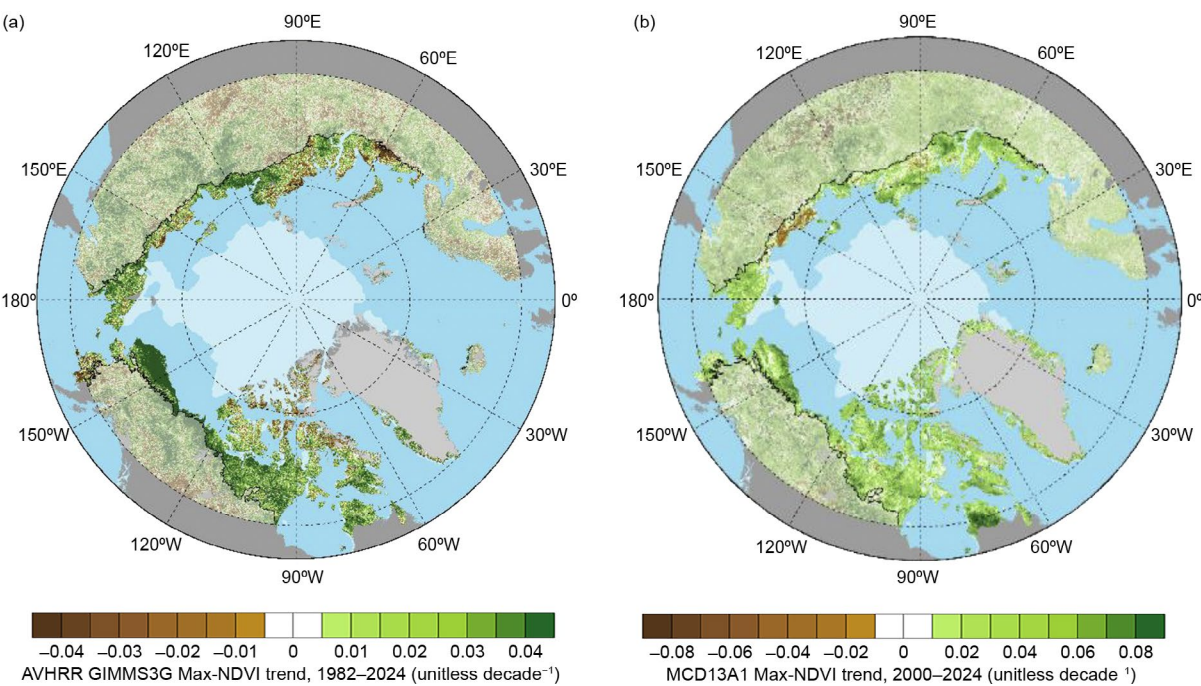 (a)
90ºE
120ºE
60ºE
150ºE
30ºE
180º
0º
150ºW
30ºW
120ºW
60ºW
90ºW
–0.04 –0.03 –0.02 –0.01 0 0.01 0.02 0.03 0.04
AVHRR GIMMS3G Max-NDVI trend, 1982–2024 (unitless decade⁻¹)
(b)
90ºE
120ºE
60ºE
150ºE
30ºE
180º
0º
150ºW
30ºW
120ºW
60ºW
90ºW
–0.08 –0.06 –0.04 –0.02 0 0.02 0.04 0.06 0.08
MCD13A1 Max-NDVI trend, 2000–2024 (unitless decade ¹)